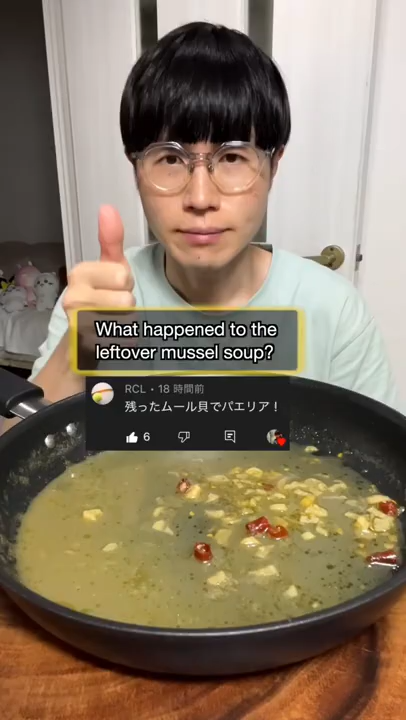 What happened to the
leftover mussel soup?
RCL・18 時間前
残ったムール貝でパエリア！
6